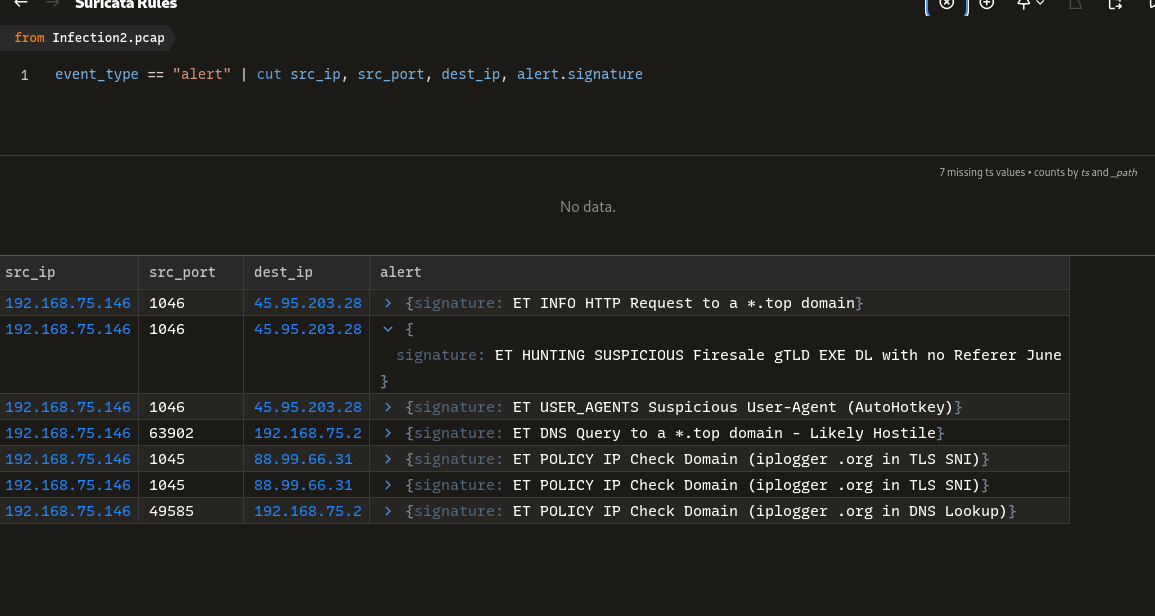 Suricata Rules
from Infection2.pcap
1 event_type == "alert" | cut src_ip, src_port, dest_ip, alert.signature
7 missing ts values • counts by ts and _path
No data.
src_ip src_port dest_ip alert
192.168.75.146 1046 45.95.203.28 {signature: ET INFO HTTP Request to a *.top domain}
192.168.75.146 1046 45.95.203.28 {
signature: ET HUNTING SUSPICIOUS Firesale gTLD EXE DL with no Referer June
}
192.168.75.146 1046 45.95.203.28 {signature: ET USER_AGENTS Suspicious User-Agent (AutoHotkey)}
192.168.75.146 63902 192.168.75.2 {signature: ET DNS Query to a *.top domain - Likely Hostile}
192.168.75.146 1045 88.99.66.31 {signature: ET POLICY IP Check Domain (iplogger .org in TLS SNI)}
192.168.75.146 1045 88.99.66.31 {signature: ET POLICY IP Check Domain (iplogger .org in TLS SNI)}
192.168.75.146 49585 192.168.75.2 {signature: ET POLICY IP Check Domain (iplogger .org in DNS Lookup)}